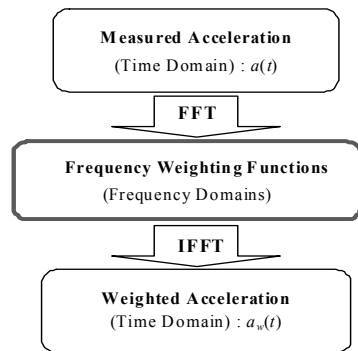 Measured Acceleration
(Time Domain) : a(t)
FFT
Frequency Weighting Functions
(Frequency Domains)
IFFT
Weighted Acceleration
(Time Domain) : a_w(t)